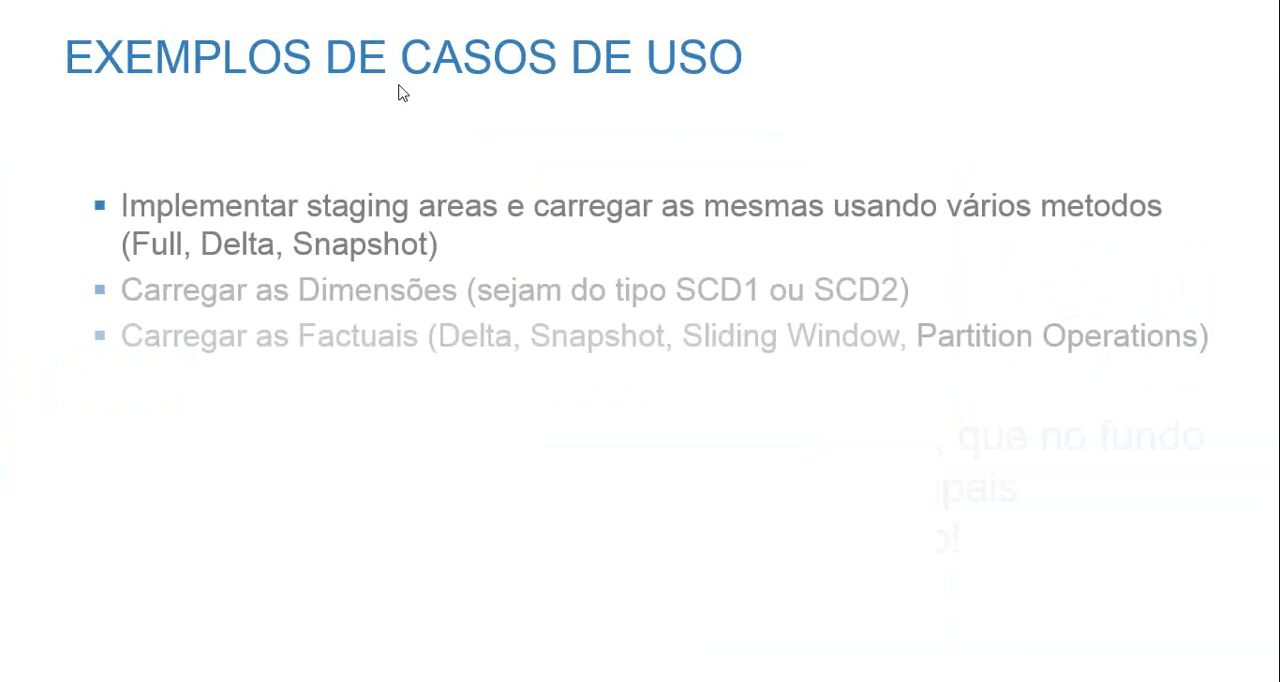 EXEMPLOS DE CASOS DE USO
▪ Implementar staging areas e carregar as mesmas usando vários metodos
(Full, Delta, Snapshot)
▪ Carregar as Dimensões (sejam do tipo SCD1 ou SCD2)
▪ Carregar as Factuais (Delta, Snapshot, Sliding Window, Partition Operations)
, que no fundo